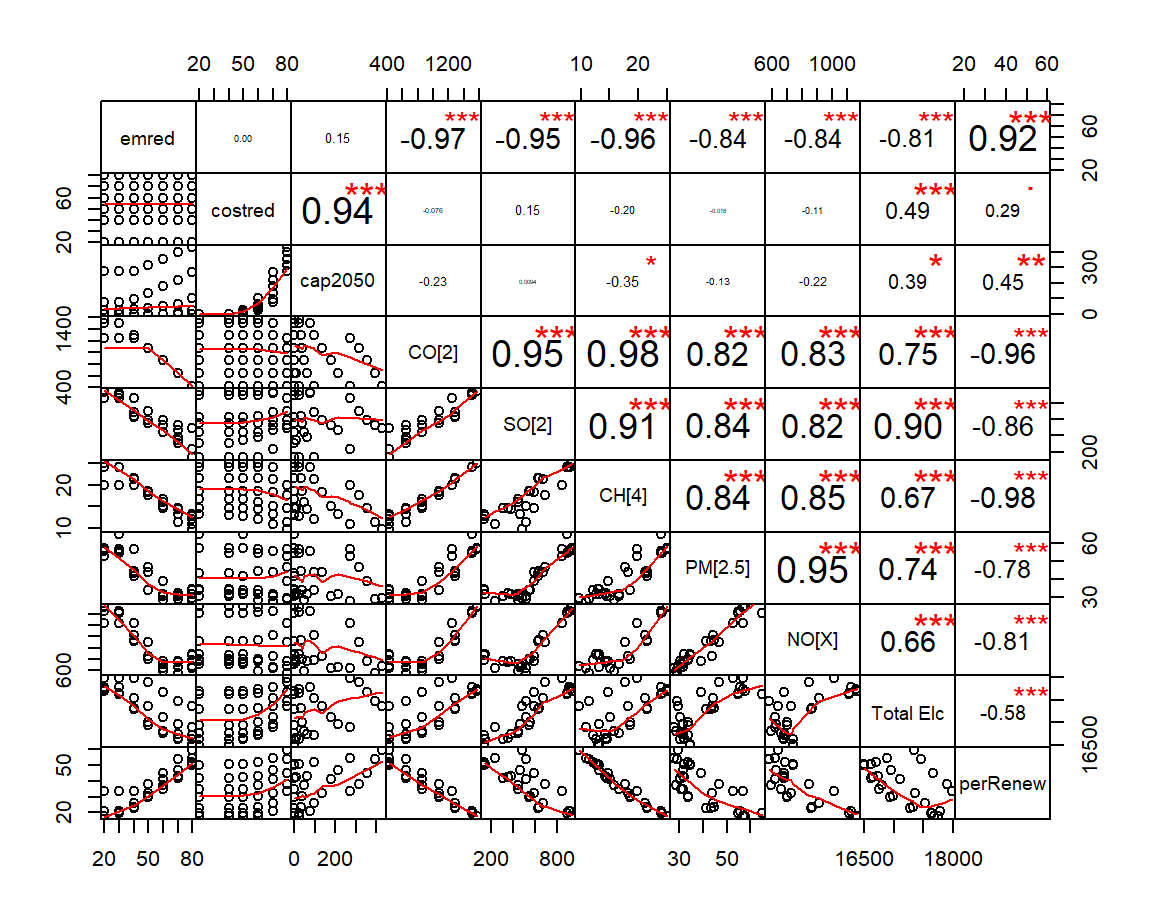 20 50 80 400 1200 10 20 600 1000 20 40 60
*** *** *** *** *** *** ***
emred 0.00 0.15 -0.97 -0.95 -0.96 -0.84 -0.84 -0.81 0.92 20 60
*** *** .
20 60 costred 0.94 -0.076 0.15 -0.20 -0.018 -0.11 0.49 0.29
* * **
cap2050 -0.23 0.0094 -0.35 -0.13 -0.22 0.39 0.45 0 300
*** *** *** *** *** ***
400 1400 CO[2] 0.95 0.98 0.82 0.83 0.75 -0.96
*** *** *** *** ***
SO[2] 0.91 0.84 0.82 0.90 -0.86 200
*** *** *** ***
10 20 CH[4] 0.84 0.85 0.67 -0.98
*** *** ***
PM[2.5] 0.95 0.74 -0.78 30 60
*** ***
600 NO[X] 0.66 -0.81
***
Total Elc -0.58 16500
20 50 perRenew
20 50 80 0 200 200 800 30 50 16500 18000